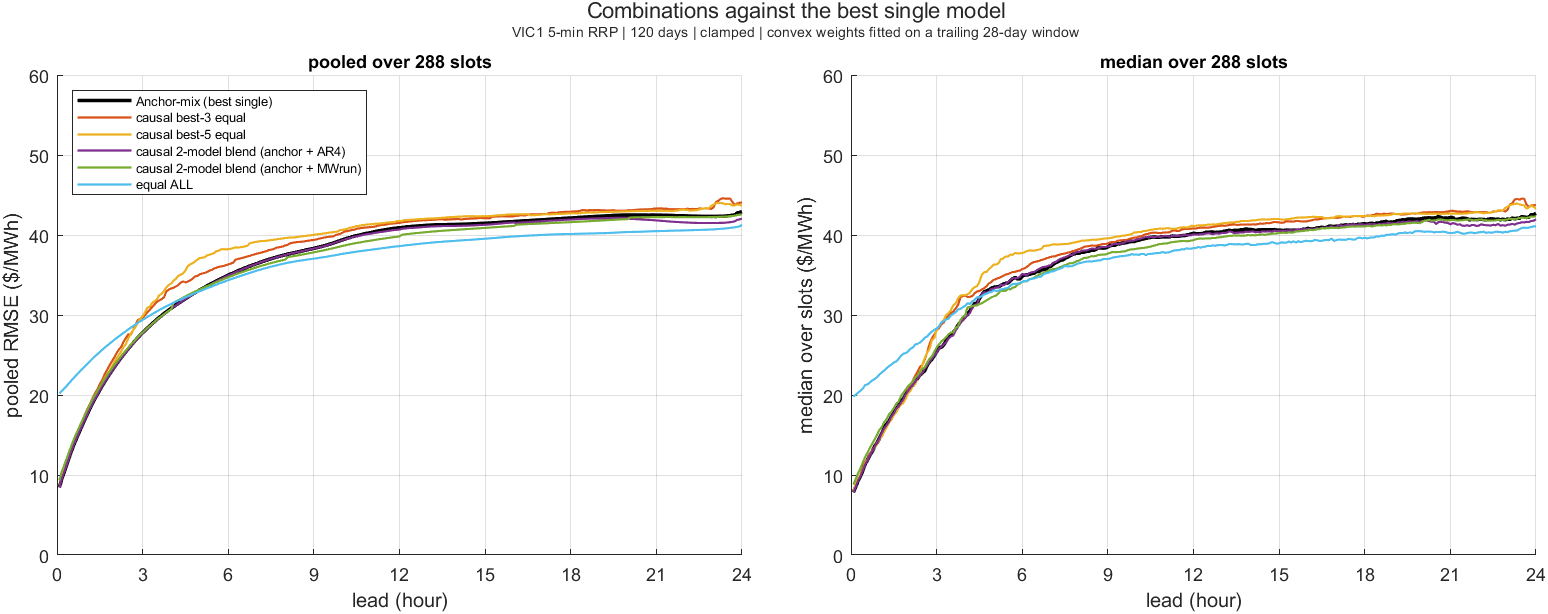 Combinations against the best single model
VIC1 5-min RRP | 120 days | clamped | convex weights fitted on a trailing 28-day window
pooled over 288 slots
60
50
40
30
20
10
0
pooled RMSE ($/MWh)
Anchor-mix (best single)
causal best-3 equal
causal best-5 equal
causal 2-model blend (anchor + AR4)
causal 2-model blend (anchor + MWrun)
equal ALL
0 3 6 9 12 15 18 21 24
lead (hour)
median over 288 slots
60
50
40
30
20
10
0
median over slots ($/MWh)
0 3 6 9 12 15 18 21 24
lead (hour)